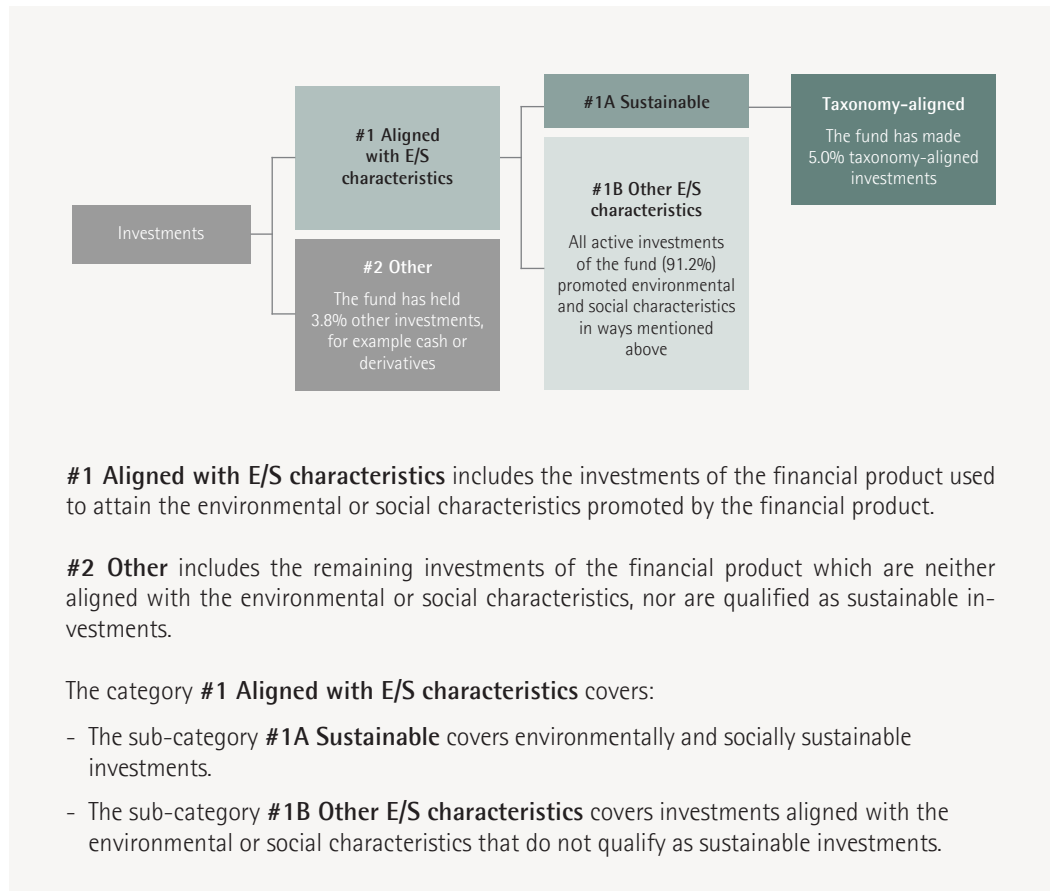 Investments
#1 Aligned
with E/S
characteristics
#2 Other
The fund has held
3.8% other investments,
for example cash or
derivatives
#1A Sustainable
#1B Other E/S
characteristics
All active investments
of the fund (91.2%)
promoted environmental
and social characteristics
in ways mentioned
above
Taxonomy-aligned
The fund has made
5.0% taxonomy-aligned
investments
#1 Aligned with E/S characteristics includes the investments of the financial product used
to attain the environmental or social characteristics promoted by the financial product.
#2 Other includes the remaining investments of the financial product which are neither
aligned with the environmental or social characteristics, nor are qualified as sustainable in-
vestments.
The category #1 Aligned with E/S characteristics covers:
- The sub-category #1A Sustainable covers environmentally and socially sustainable
investments.
- The sub-category #1B Other E/S characteristics covers investments aligned with the
environmental or social characteristics that do not qualify as sustainable investments.